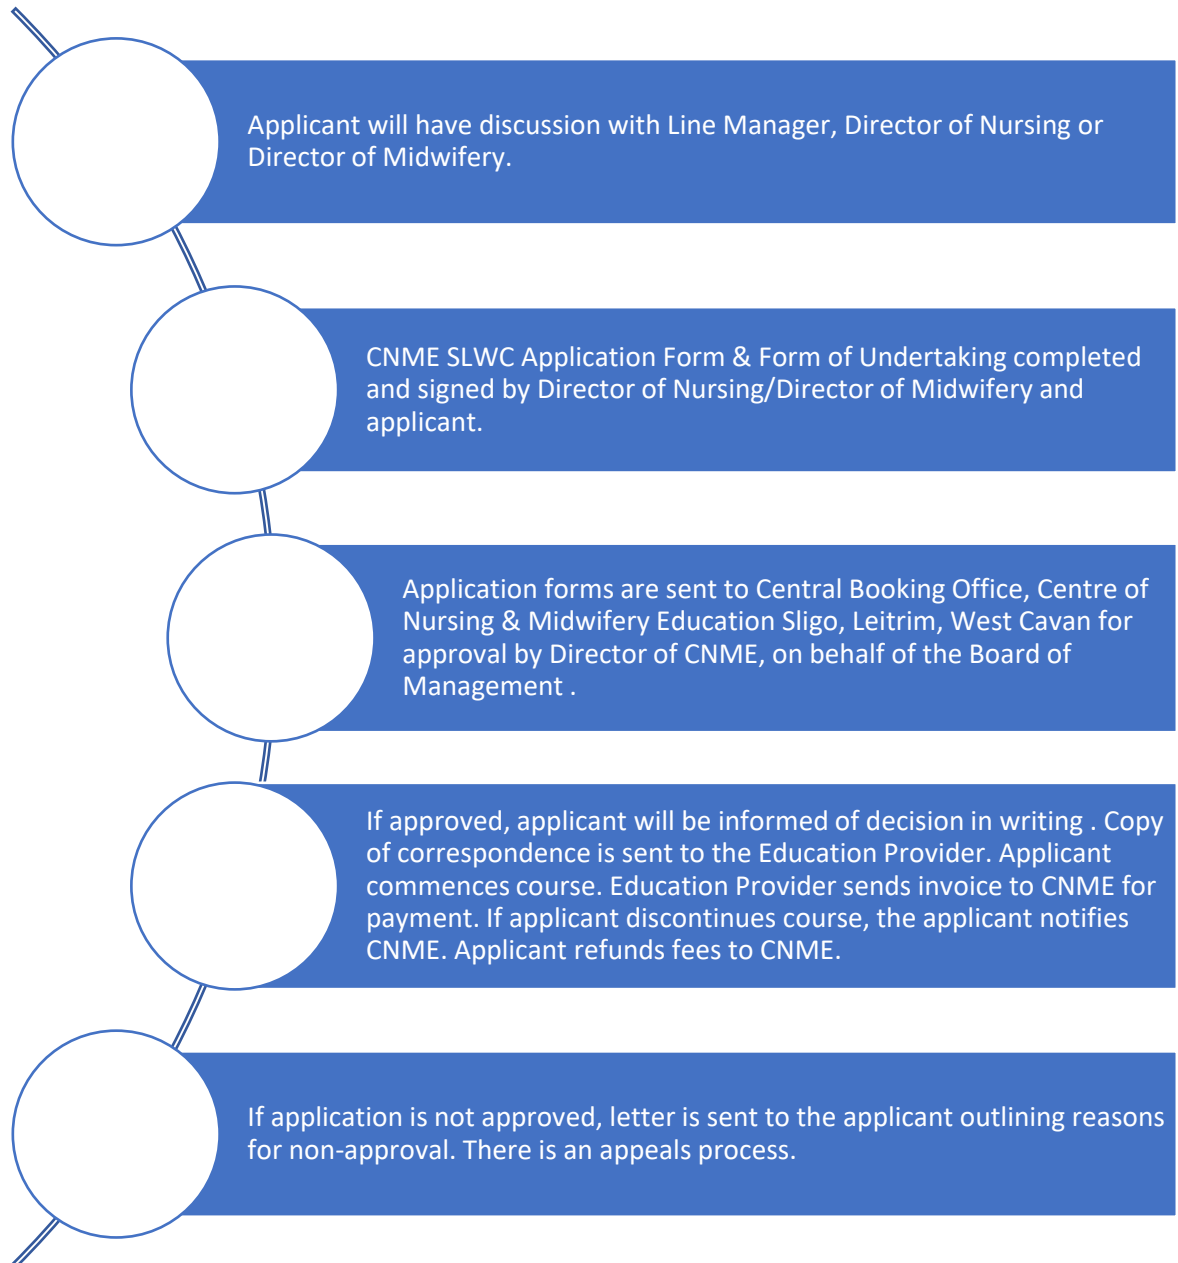 Applicant will have discussion with Line Manager, Director of Nursing or
Director of Midwifery.
CNME SLWC Application Form & Form of Undertaking completed
and signed by Director of Nursing/Director of Midwifery and
applicant.
Application forms are sent to Central Booking Office, Centre of
Nursing & Midwifery Education Sligo, Leitrim, West Cavan for
approval by Director of CNME, on behalf of the Board of
Management .
If approved, applicant will be informed of decision in writing . Copy
of correspondence is sent to the Education Provider. Applicant
commences course. Education Provider sends invoice to CNME for
payment. If applicant discontinues course, the applicant notifies
CNME. Applicant refunds fees to CNME.
If application is not approved, letter is sent to the applicant outlining reasons
for non-approval. There is an appeals process.